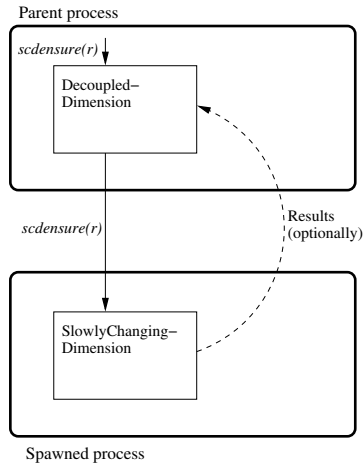 Parent process
scdensure(r)
Decoupled–
Dimension
scdensure(r)
Results
(optionally)
SlowlyChanging–
Dimension
Spawned process